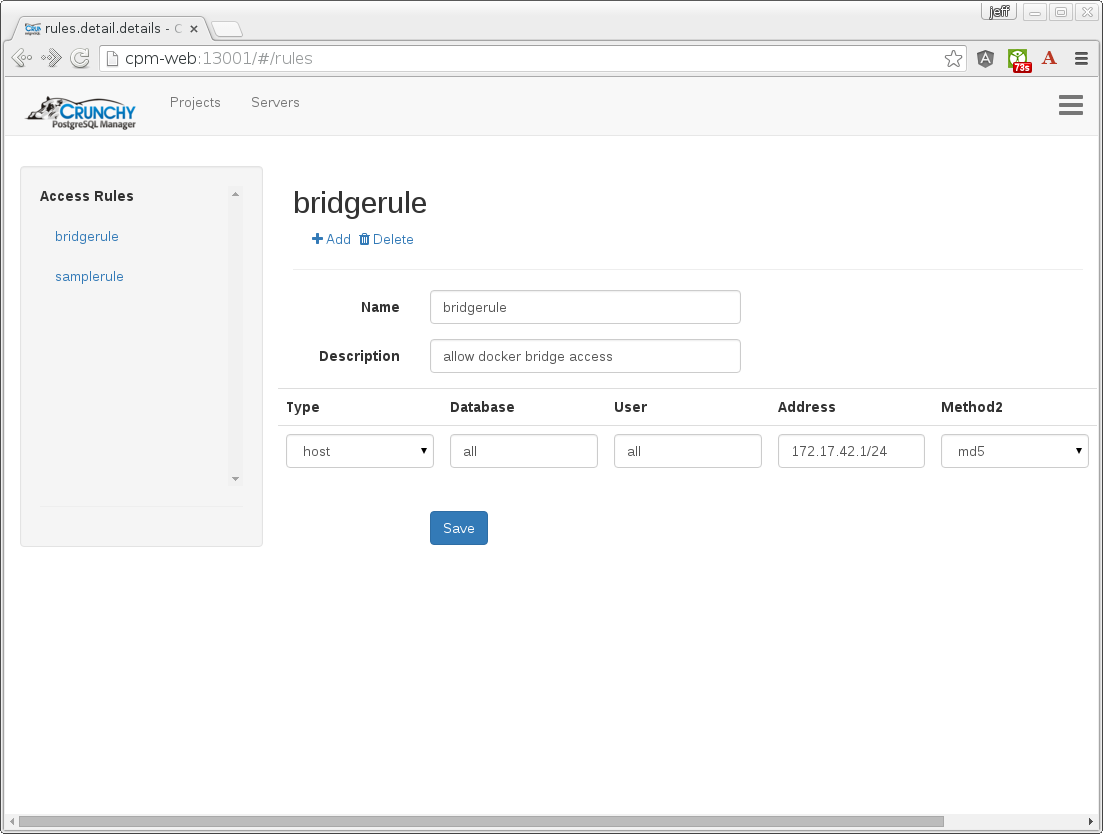 jeff
rules.detail.details - C
cpm-web:13001/#/rules
A
73s
A
CRUNCHY
PostgreSQL Manager
Projects
Servers
Access Rules
bridgerule
samplerule
bridgerule
Add Delete
Name bridgerule
Description allow docker bridge access
Type Database User Address Method2
host all all 172.17.42.1/24 md5
Save